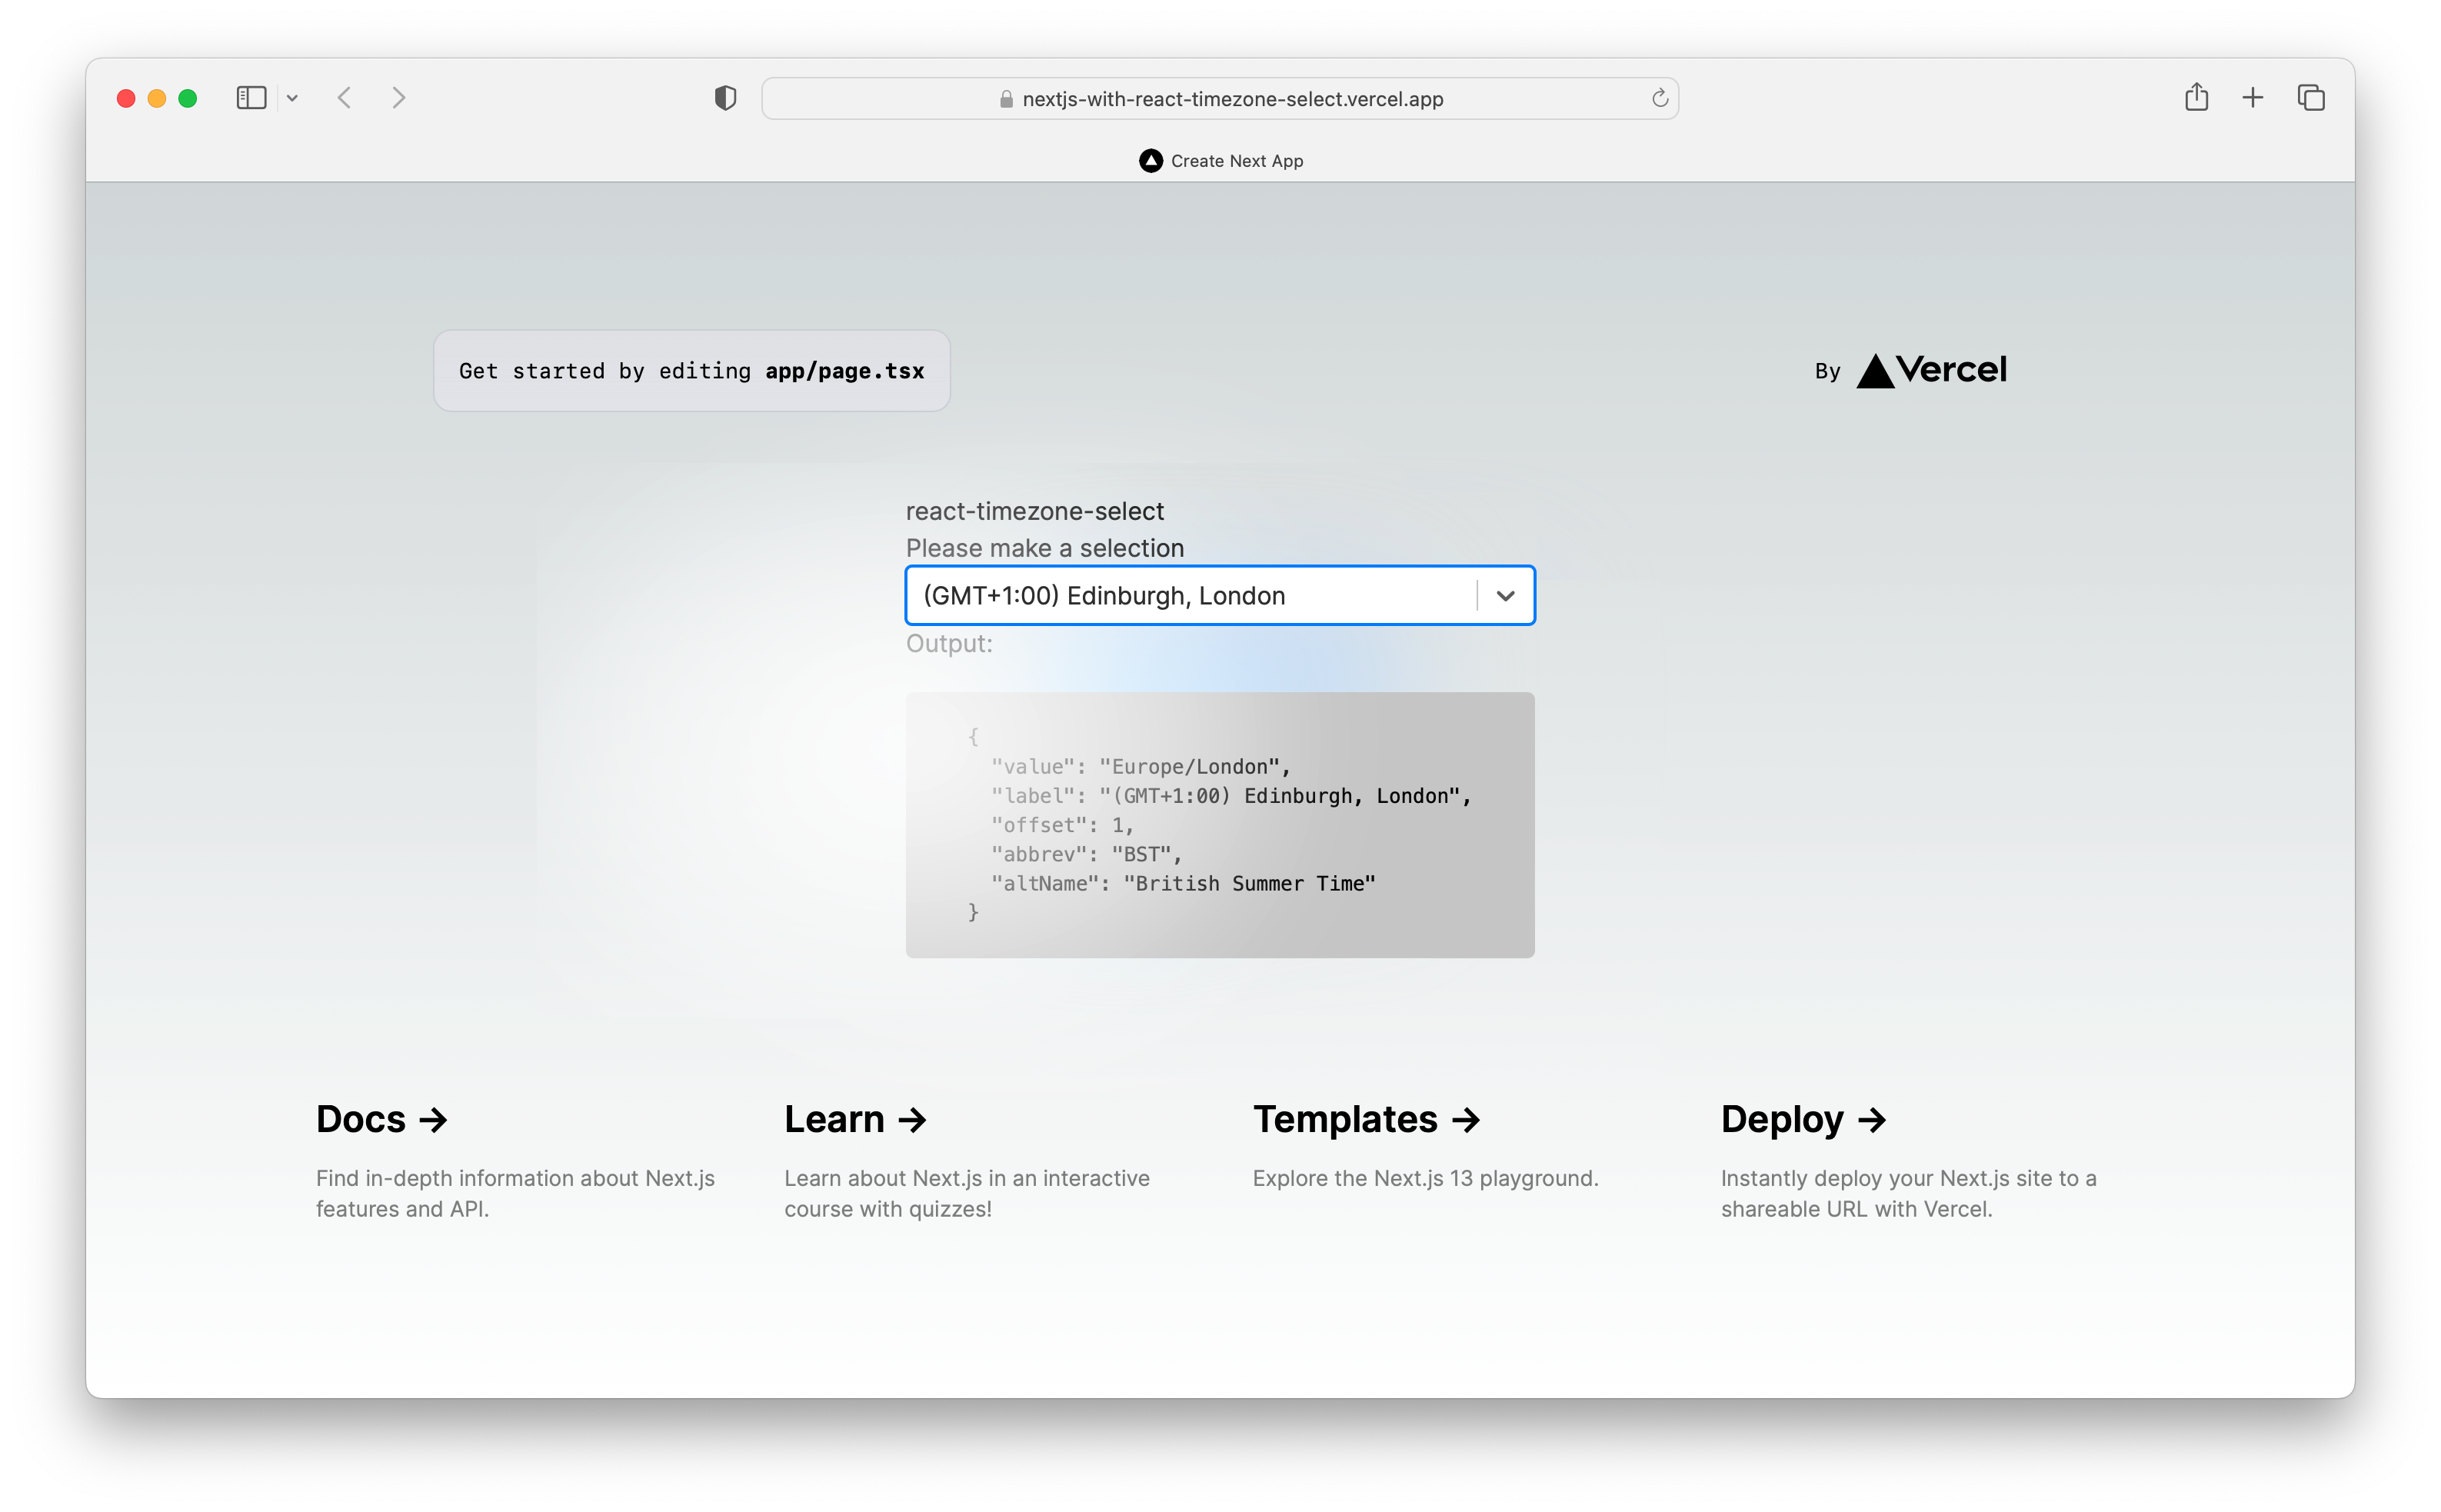 nextjs-with-react-timezone-select.vercel.app
Create Next App
Get started by editing app/page.tsx
By Vercel
react-timezone-select
Please make a selection
(GMT+1:00) Edinburgh, London
Output:
{
"value": "Europe/London",
"label": "(GMT+1:00) Edinburgh, London",
"offset": 1,
"abbrev": "BST",
"altName": "British Summer Time"
}
Docs →
Find in-depth information about Next.js
features and API.
Learn →
Learn about Next.js in an interactive
course with quizzes!
Templates →
Explore the Next.js 13 playground.
Deploy →
Instantly deploy your Next.js site to a
shareable URL with Vercel.